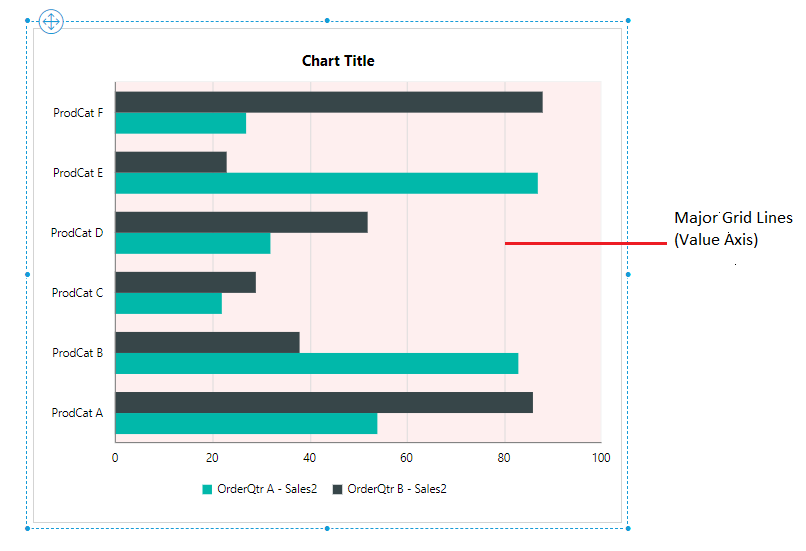 Chart Title
ProdCat F
ProdCat E
ProdCat D
ProdCat C
ProdCat B
ProdCat A
0 20 40 60 80 100
OrderQtr A - Sales2 OrderQtr B - Sales2
Major Grid Lines
(Value Axis)